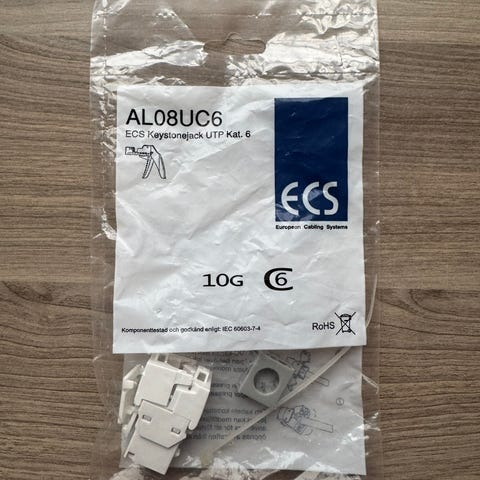 AL08UC6
ECS Keystonejack UTP Kat. 6
ECS
European Cabling Systems
10G C6
Komponenttestad och godkänd enligt: IEC 60603-7-4
RoHS